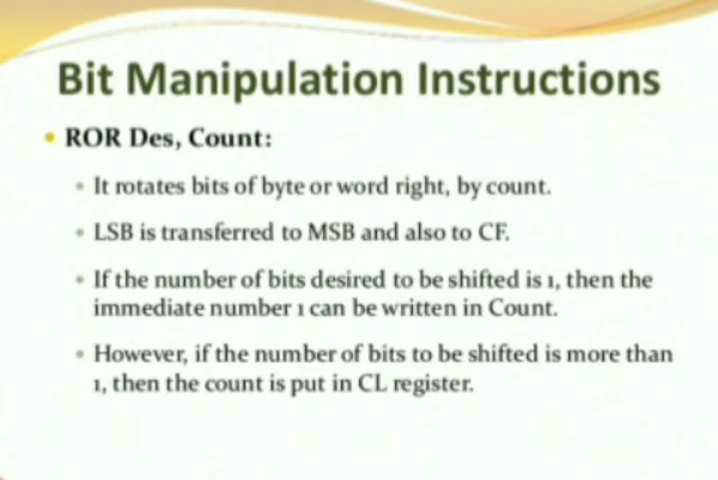 Bit Manipulation Instructions
• ROR Des, Count:
• It rotates bits of byte or word right, by count.
• LSB is transferred to MSB and also to CF.
• If the number of bits desired to be shifted is 1, then the
immediate number 1 can be written in Count.
• However, if the number of bits to be shifted is more than
1, then the count is put in CL register.